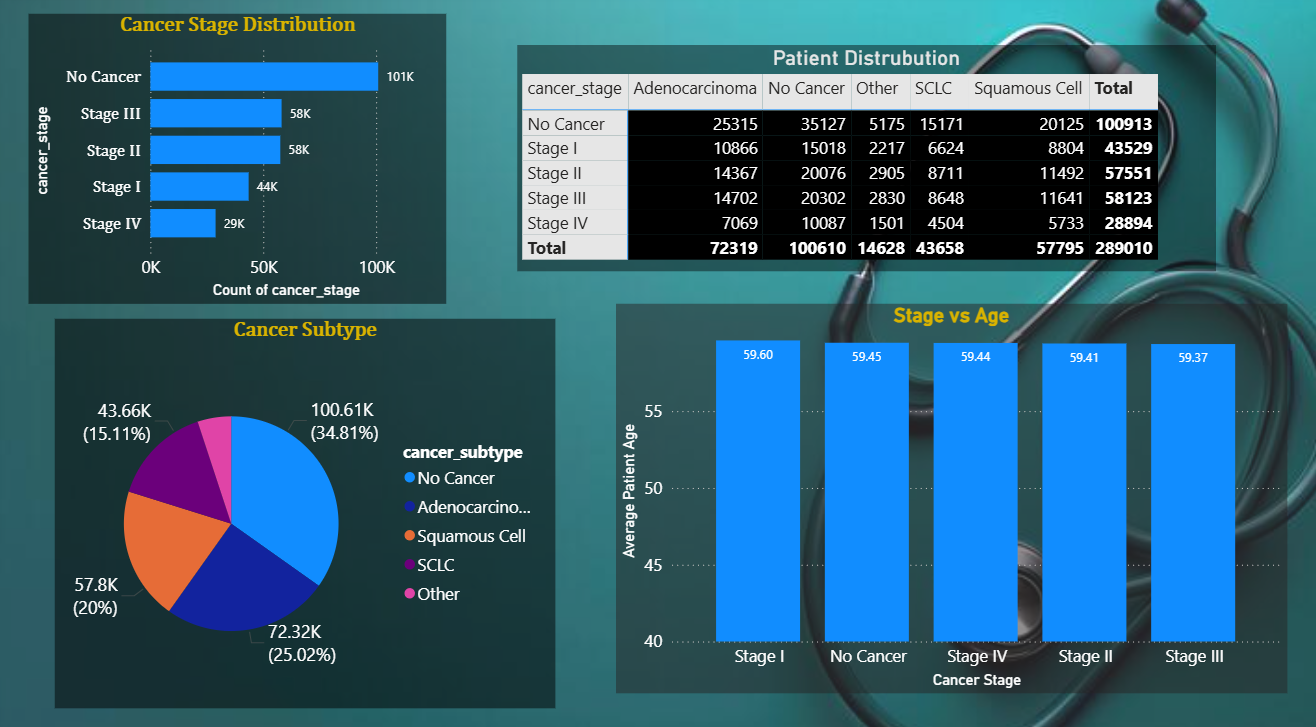 Cancer Stage Distribution
cancer_stage
No Cancer 101K
Stage III 58K
Stage II 58K
Stage I 44K
Stage IV 29K
0K 50K 100K
Count of cancer_stage
Patient Distrubution
cancer_stage Adenocarcinoma No Cancer Other SCLC Squamous Cell Total
No Cancer 25315 35127 5175 15171 20125 100913
Stage I 10866 15018 2217 6624 8804 43529
Stage II 14367 20076 2905 8711 11492 57551
Stage III 14702 20302 2830 8648 11641 58123
Stage IV 7069 10087 1501 4504 5733 28894
Total 72319 100610 14628 43658 57795 289010
Cancer Subtype
43.66K
(15.11%)
100.61K
(34.81%)
57.8K
(20%)
72.32K
(25.02%)
cancer_subtype
No Cancer
Adenocarcino...
Squamous Cell
SCLC
Other
Stage vs Age
Average Patient Age
59.60 59.45 59.44 59.41 59.37
55
50
45
40
Stage I No Cancer Stage IV Stage II Stage III
Cancer Stage